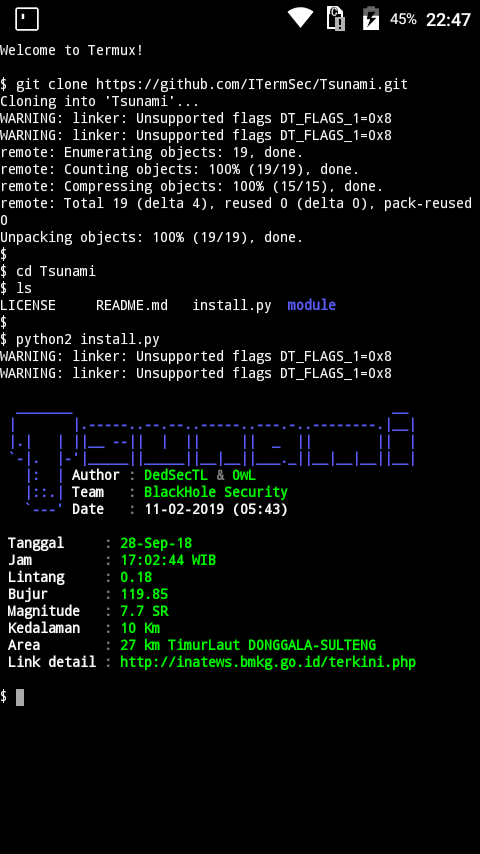 45% 22:47
Welcome to Termux!
$ git clone https://github.com/ITermSec/Tsunami.git
Cloning into 'Tsunami'...
WARNING: linker: Unsupported flags DT_FLAGS_1=0x8
WARNING: linker: Unsupported flags DT_FLAGS_1=0x8
remote: Enumerating objects: 19, done.
remote: Counting objects: 100% (19/19), done.
remote: Compressing objects: 100% (15/15), done.
remote: Total 19 (delta 4), reused 0 (delta 0), pack-reused
0
Unpacking objects: 100% (19/19), done.
$
$ cd Tsunami
$ ls
LICENSE     README.md   install.py  module
$
$ python2 install.py
WARNING: linker: Unsupported flags DT_FLAGS_1=0x8
WARNING: linker: Unsupported flags DT_FLAGS_1=0x8
Tsunami
Author : DedSecTL & OwL
Team   : BlackHole Security
Date   : 11-02-2019 (05:43)
Tanggal     : 28-Sep-18
Jam         : 17:02:44 WIB
Lintang     : 0.18
Bujur       : 119.85
Magnitude   : 7.7 SR
Kedalaman   : 10 Km
Area        : 27 km TimurLaut DONGGALA-SULTENG
Link detail : http://inatews.bmkg.go.id/terkini.php
$